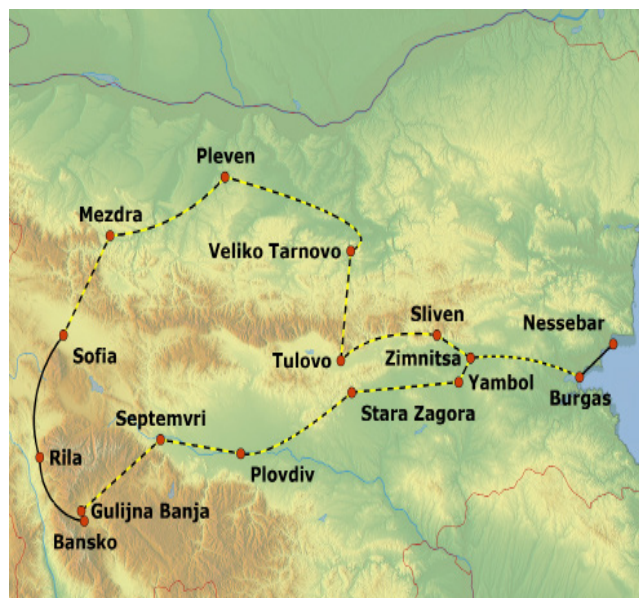 Pleven
Mezdra
Veliko Tarnovo
Sliven
Nessebar
Sofia
Tulovo
Zimnitsa
Yambol
Burgas
Stara Zagora
Septemvri
Rila
Plovdiv
Gulijna Banja
Bansko